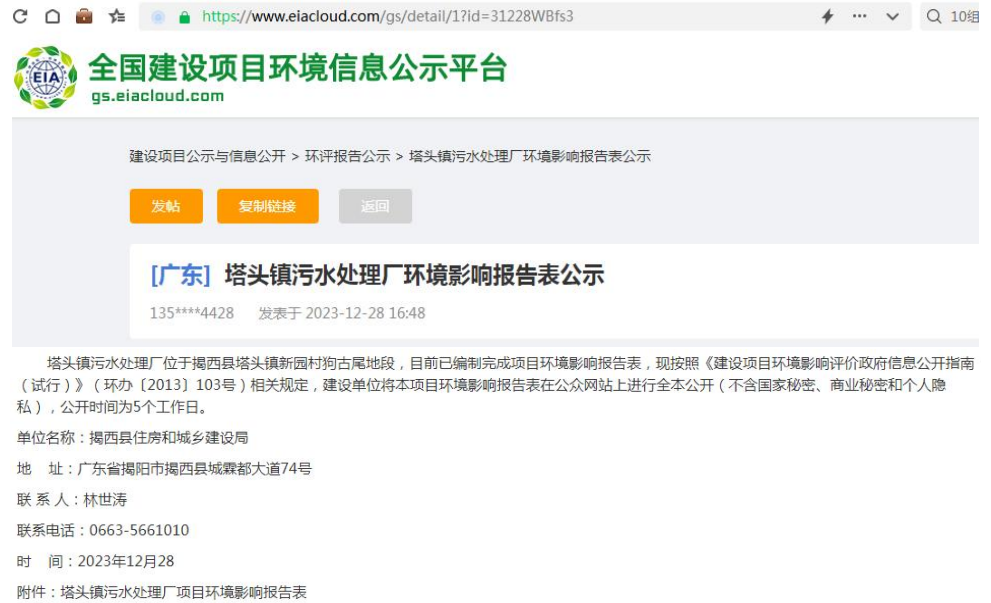 https://www.eiacloud.com/gs/detail/1?id=31228WBfs3
10组
EIA
全国建设项目环境信息公示平台
gs.eiacloud.com
建设项目公示与信息公开 > 环评报告公示 > 塔头镇污水处理厂环境影响报告表公示
发帖 复制链接 返回
[广东] 塔头镇污水处理厂环境影响报告表公示
135****4428 发表于 2023-12-28 16:48
塔头镇污水处理厂位于揭西县塔头镇新园村狗古尾地段，目前已编制完成项目环境影响报告表，现按照《建设项目环境影响评价政府信息公开指南
（试行）》（环办〔2013〕103号）相关规定，建设单位将本项目环境影响报告表在公众网站上进行全本公开（不含国家秘密、商业秘密和个人隐
私），公开时间为5个工作日。
单位名称：揭西县住房和城乡建设局
地 址：广东省揭阳市揭西县城霖都大道74号
联 系 人：林世涛
联系电话：0663-5661010
时 间：2023年12月28
附件：塔头镇污水处理厂项目环境影响报告表